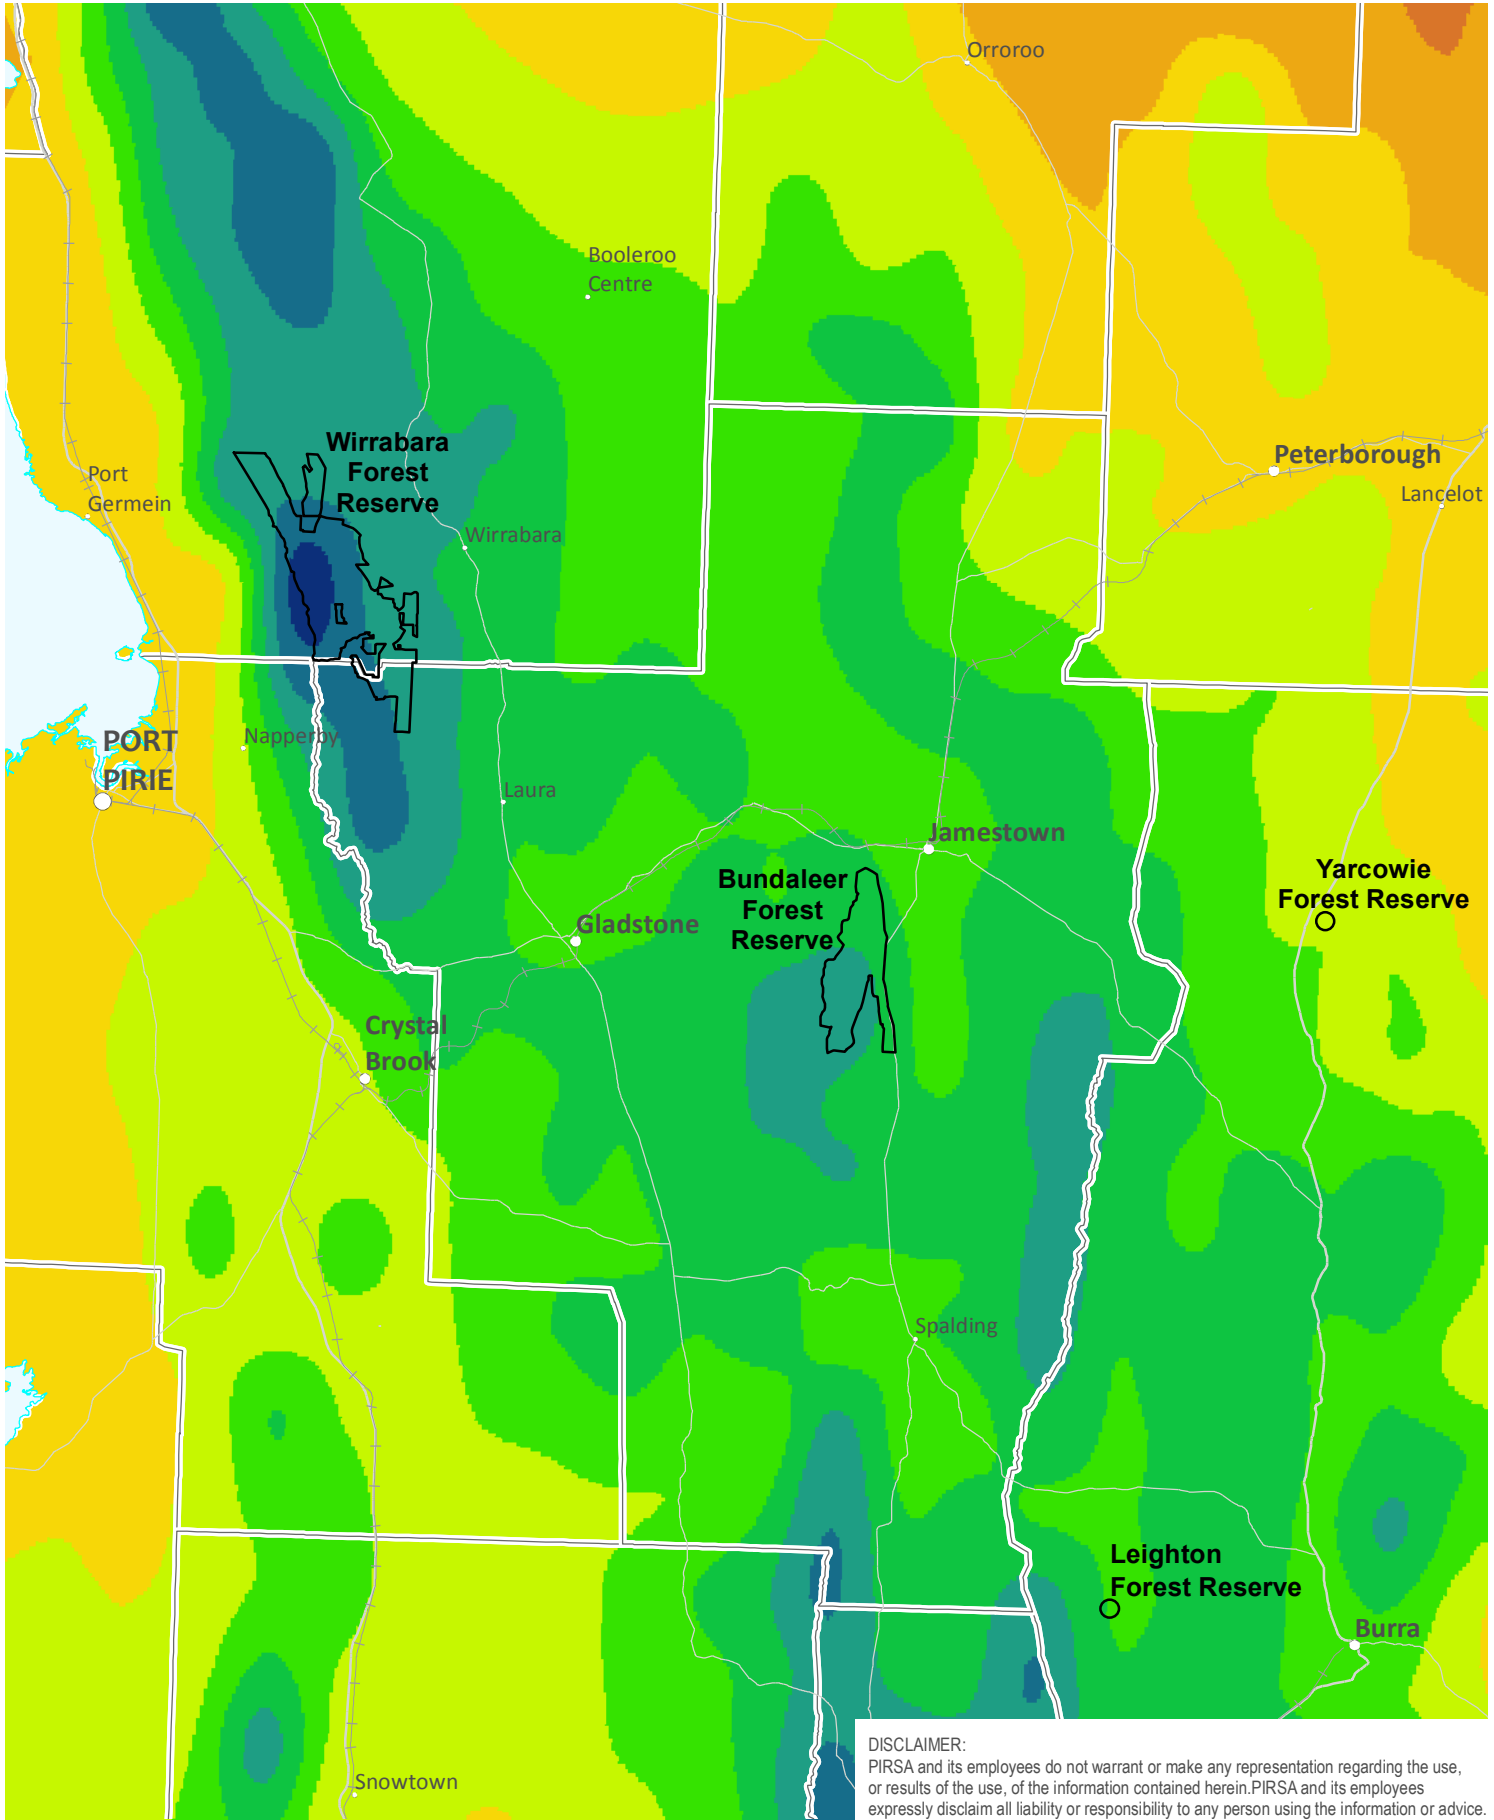 Orroroo
Booleroo
Centre
Wirrabara
Forest
Reserve
Port
Germein
Peterborough
Lancelot
Wirrabara
PORT
PIRIE
Napperby
Laura
Jamestown
Bundaleer
Forest
Reserve
Yarcowie
Forest Reserve
Gladstone
Crystal
Brook
Spalding
Leighton
Forest Reserve
Burra
Snowtown
DISCLAIMER:
PIRSA and its employees do not warrant or make any representation regarding the use,
or results of the use, of the information contained herein.PIRSA and its employees
expressly disclaim all liability or responsibility to any person using the information or advice.